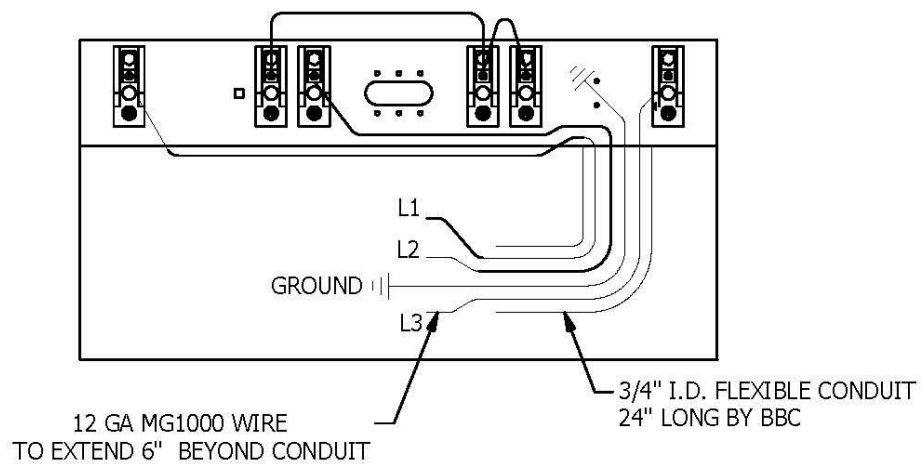 L1
L2
GROUND
L3
3/4" I.D. FLEXIBLE CONDUIT
24" LONG BY BBC
12 GA MG1000 WIRE
TO EXTEND 6" BEYOND CONDUIT